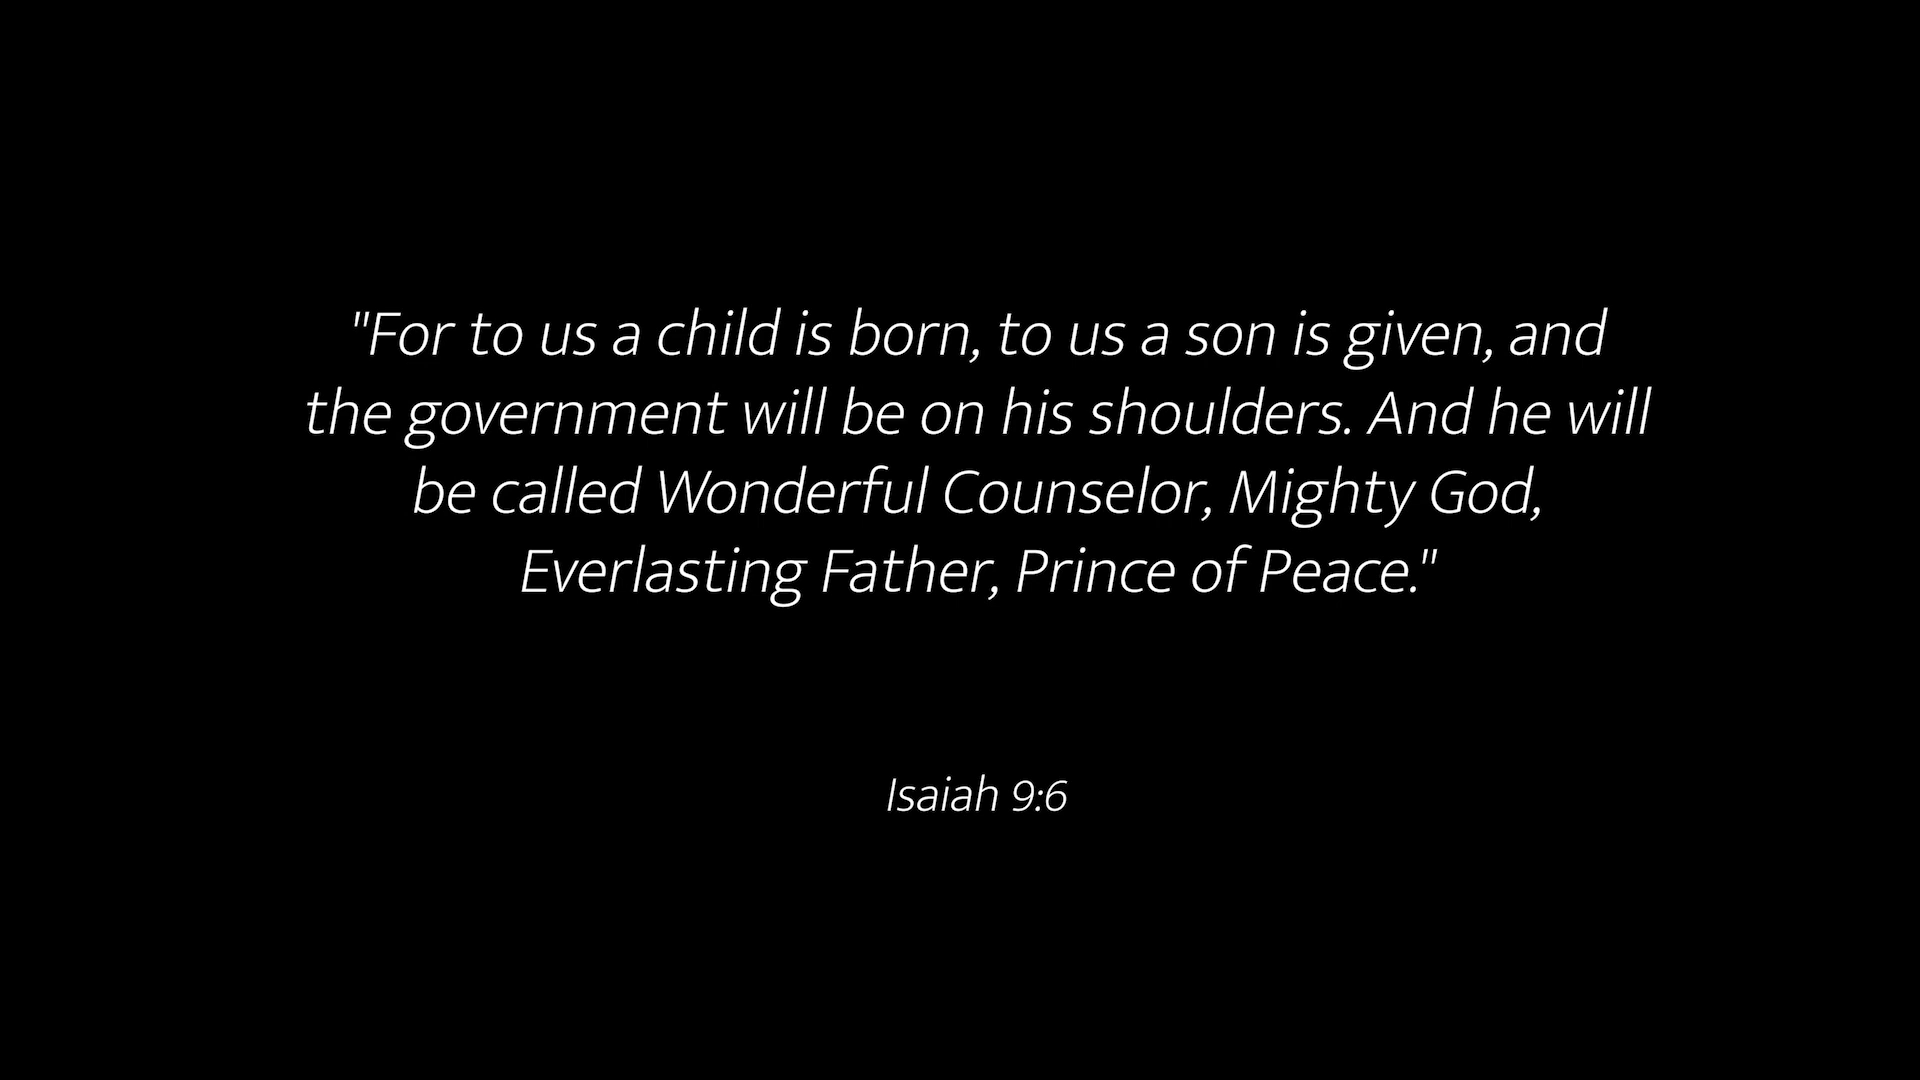 "For to us a child is born, to us a son is given, and
the government will be on his shoulders. And he will
be called Wonderful Counselor, Mighty God,
Everlasting Father, Prince of Peace."
Isaiah 9:6